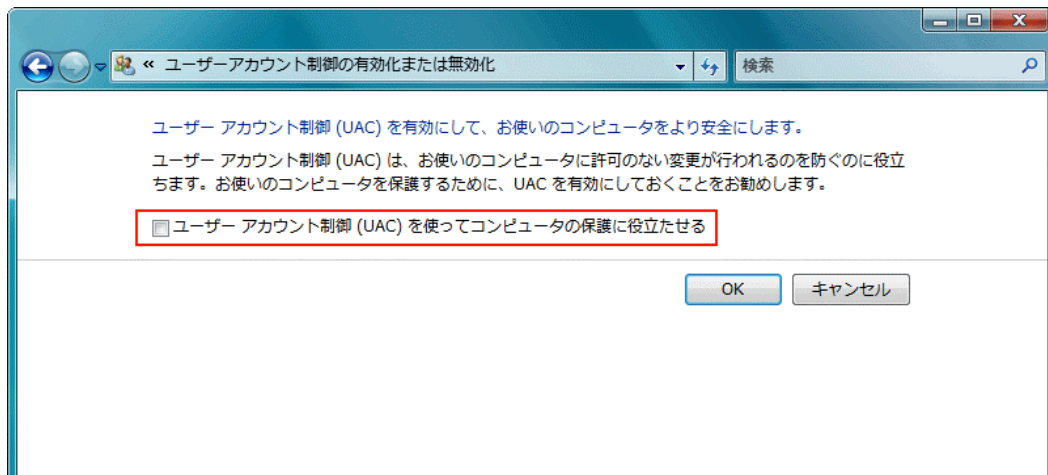 « ユーザーアカウント制御の有効化または無効化
検索
ユーザー アカウント制御 (UAC) を有効にして、お使いのコンピュータをより安全にします。
ユーザー アカウント制御 (UAC) は、お使いのコンピュータに許可のない変更が行われるのを防ぐのに役立
ちます。お使いのコンピュータを保護するために、UAC を有効にしておくことをお勧めします。
ユーザー アカウント制御 (UAC) を使ってコンピュータの保護に役立たせる
OK
キャンセル